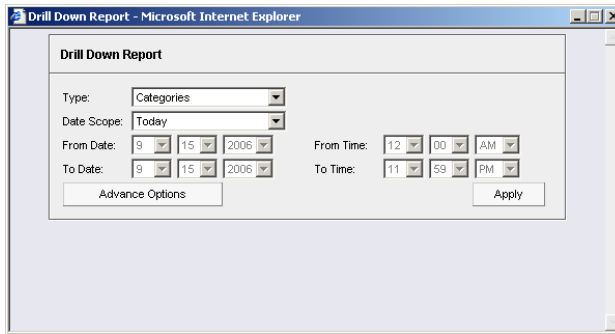 Drill Down Report - Microsoft Internet Explorer
Drill Down Report
Type: Categories
Date Scope: Today
From Date: 9 15 2006 From Time: 12 00 AM
To Date: 9 15 2006 To Time: 11 59 PM
Advance Options Apply